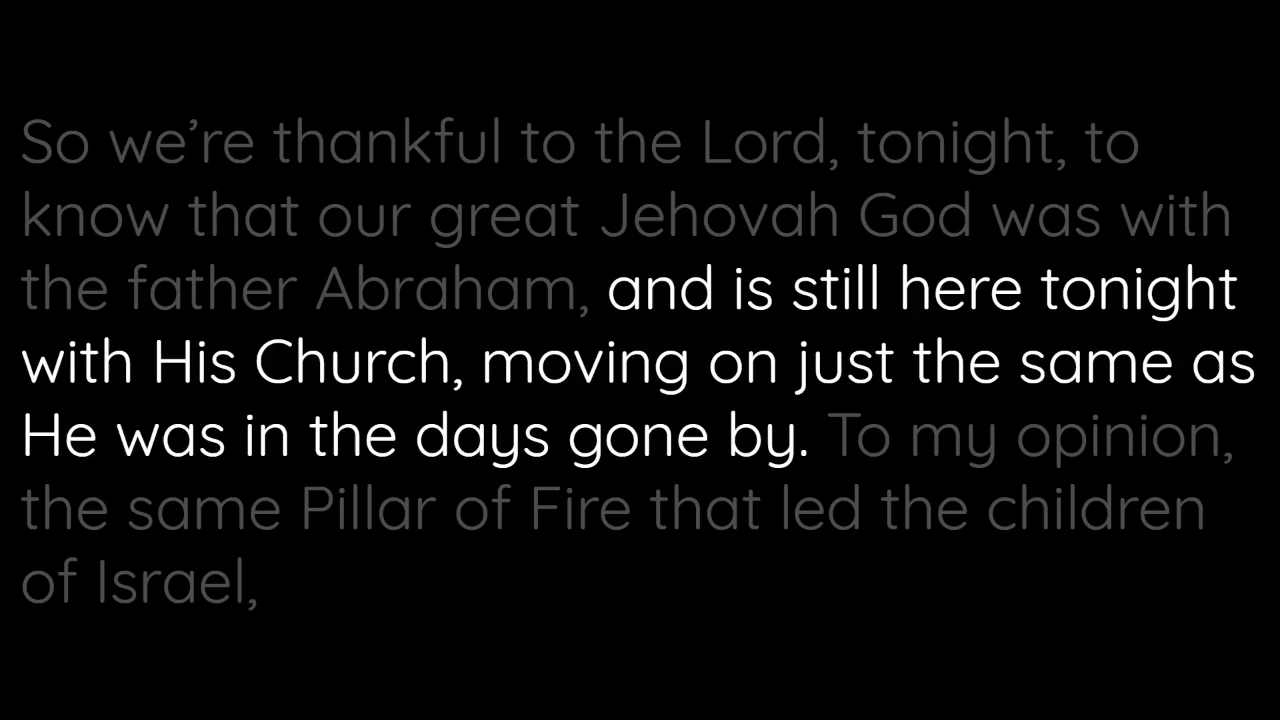 So we’re thankful to the Lord, tonight, to
know that our great Jehovah God was with
the father Abraham, and is still here tonight
with His Church, moving on just the same as
He was in the days gone by. To my opinion,
the same Pillar of Fire that led the children
of Israel,